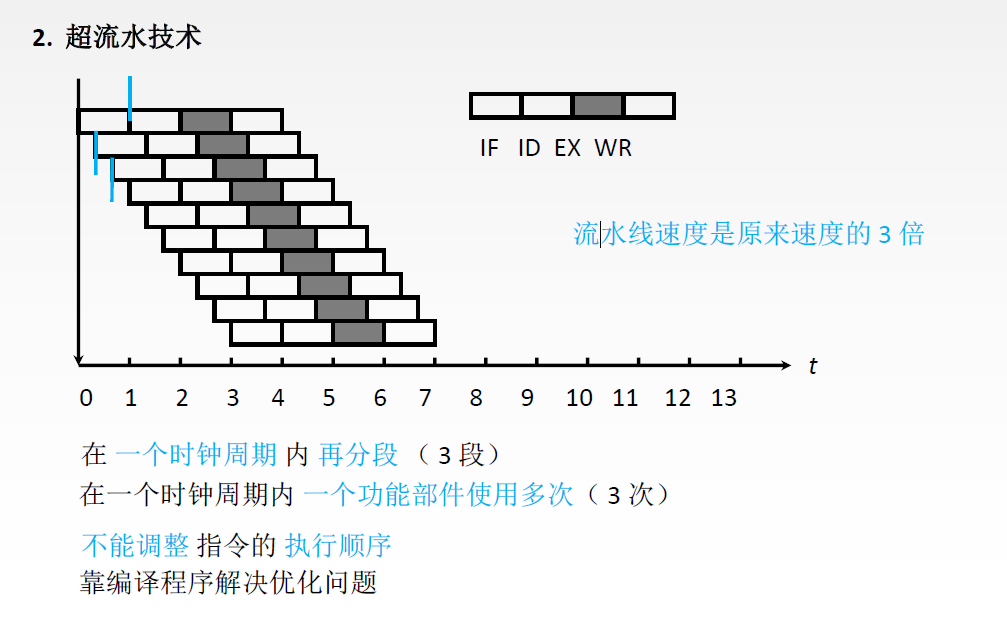 2. 超流水技术
IF ID EX WR
流水线速度是原来速度的 3 倍
t
0 1 2 3 4 5 6 7 8 9 10 11 12 13
在 一个时钟周期 内 再分段 （ 3 段）
在一个时钟周期内 一个功能部件使用多次（ 3 次）
不能调整 指令的 执行顺序
靠编译程序解决优化问题